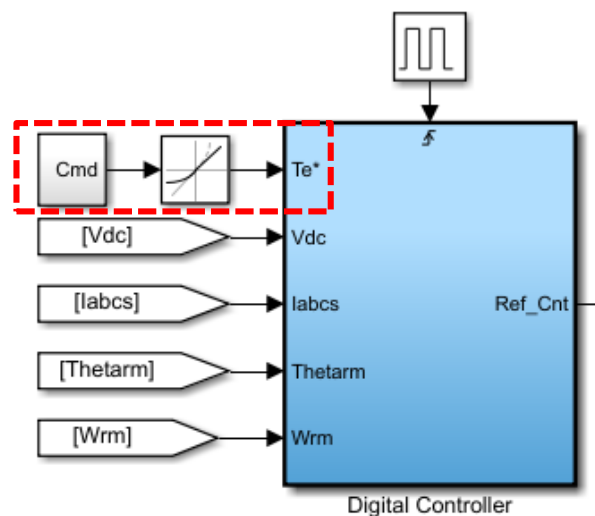 Cmd
Te*
[Vdc]
Vdc
[Iabcs]
Iabcs
Ref_Cnt
[Thetarm]
Thetarm
[Wrm]
Wrm
Digital Controller